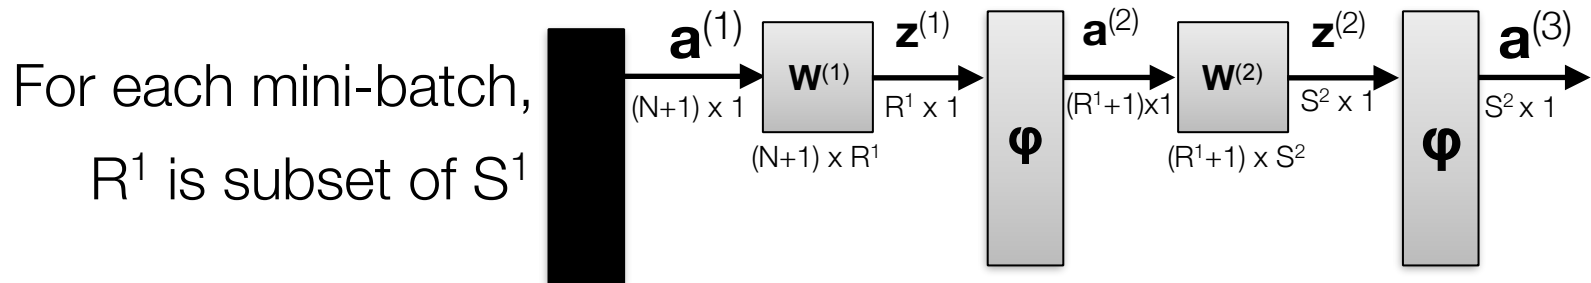 For each mini-batch,
R¹ is subset of S¹
a⁽¹⁾
(N+1) x 1
W⁽¹⁾
(N+1) x R¹
z⁽¹⁾
R¹ x 1
φ
a⁽²⁾
(R¹+1)x1
W⁽²⁾
(R¹+1) x S²
z⁽²⁾
S² x 1
φ
a⁽³⁾
S² x 1